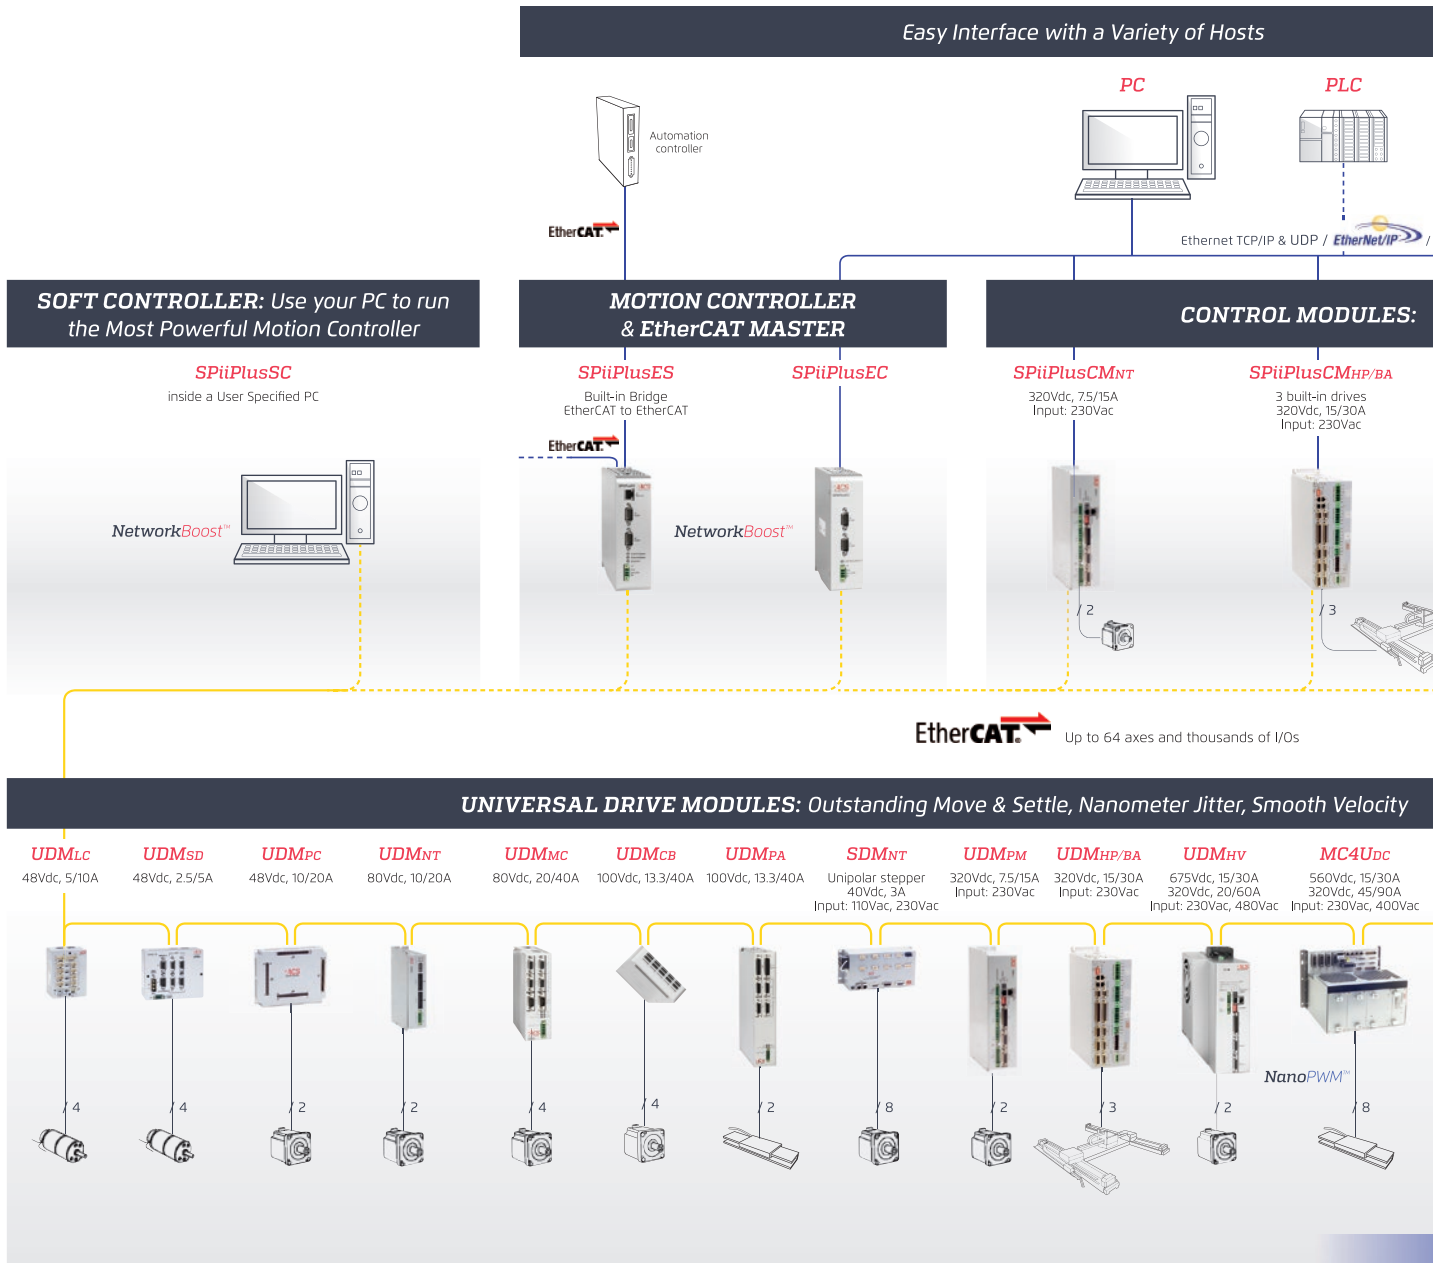 Easy Interface with a Variety of Hosts
PC
PLC
Automation
controller
EtherCAT.
Ethernet TCP/IP & UDP / EtherNet/IP /
SOFT CONTROLLER: Use your PC to run
the Most Powerful Motion Controller
MOTION CONTROLLER
& EtherCAT MASTER
CONTROL MODULES:
SPiiPlusSC
inside a User Specified PC
SPiiPlusES
Built-in Bridge
EtherCAT to EtherCAT
EtherCAT.
SPiiPlusEC
SPiiPlusCMNT
320Vdc, 7.5/15A
Input: 230Vac
SPiiPlusCMHP/BA
3 built-in drives
320Vdc, 15/30A
Input: 230Vac
NetworkBoost™
NetworkBoost™
/ 2
/ 3
EtherCAT.
Up to 64 axes and thousands of I/Os
UNIVERSAL DRIVE MODULES: Outstanding Move & Settle, Nanometer Jitter, Smooth Velocity
UDMLC
48Vdc, 5/10A
UDMSD
48Vdc, 2.5/5A
UDMPC
48Vdc, 10/20A
UDMNT
80Vdc, 10/20A
UDMMC
80Vdc, 20/40A
UDMCB
100Vdc, 13.3/40A
UDMPA
100Vdc, 13.3/40A
SDMNT
Unipolar stepper
40Vdc, 3A
Input: 110Vac, 230Vac
UDMPM
320Vdc, 7.5/15A
Input: 230Vac
UDMHP/BA
320Vdc, 15/30A
Input: 230Vac
UDMHV
675Vdc, 15/30A
320Vdc, 20/60A
Input: 230Vac, 480Vac
MC4UDC
560Vdc, 15/30A
320Vdc, 45/90A
Input: 230Vac, 400Vac
NanoPWM™
/ 4
/ 4
/ 2
/ 2
/ 4
/ 4
/ 2
/ 8
/ 2
/ 3
/ 2
/ 8